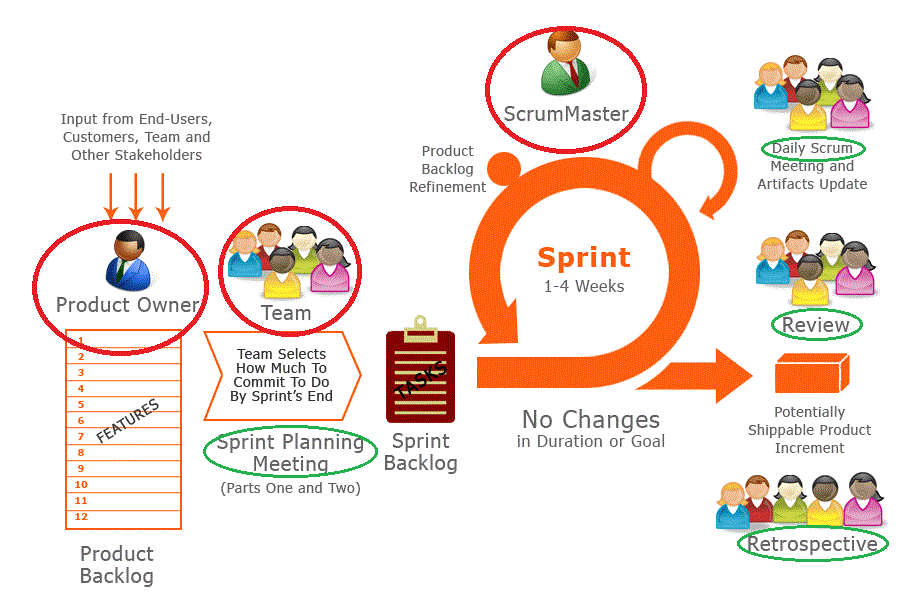 Input from End-Users,
Customers, Team and
Other Stakeholders
Product Owner
1
2
3
4
5
6
7
8
9
10
11
12
FEATURES
Product
Backlog
Team
Team Selects
How Much To
Commit To Do
By Sprint's End
Sprint Planning
Meeting
(Parts One and Two)
TASKS
Sprint
Backlog
ScrumMaster
Product
Backlog
Refinement
Sprint
1-4 Weeks
No Changes
in Duration or Goal
Daily Scrum
Meeting and
Artifacts Update
Review
Potentially
Shippable Product
Increment
Retrospective